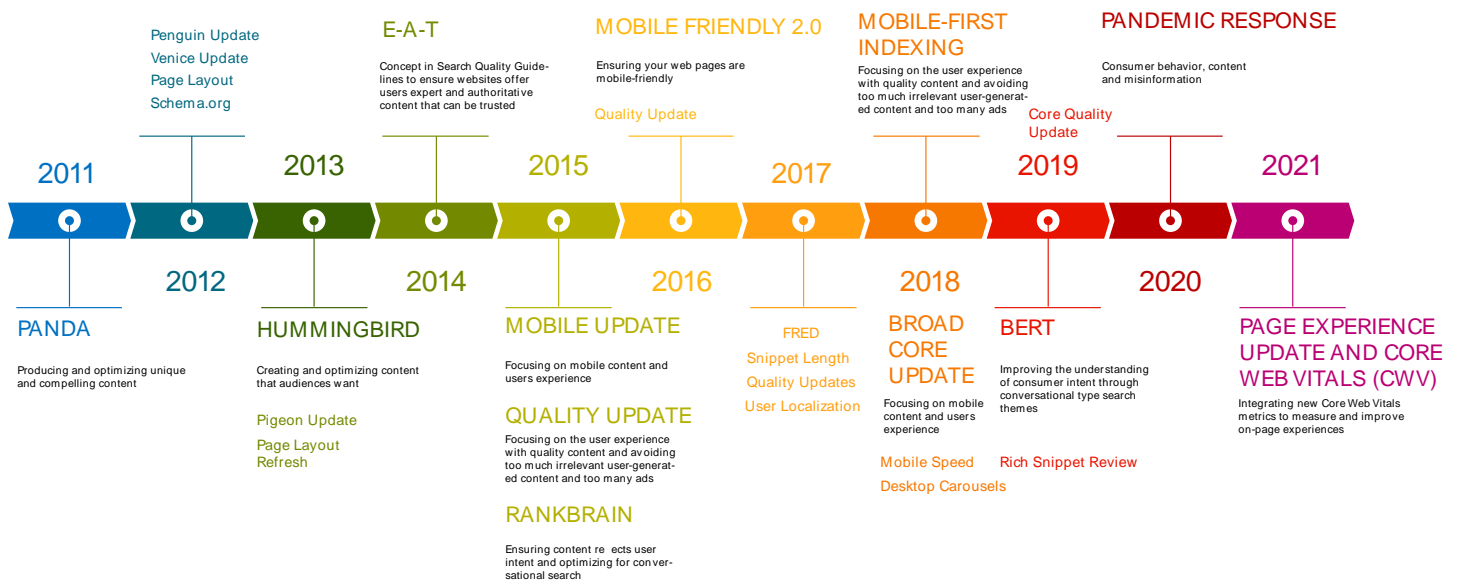 2011
PANDA
Producing and optimizing unique
and compelling content
Penguin Update
Venice Update
Page Layout
Schema.org
2012
2013
HUMMINGBIRD
Creating and optimizing content
that audiences want
Pigeon Update
Page Layout
Refresh
E-A-T
Concept in Search Quality Guide-
lines to ensure websites offer
users expert and authoritative
content that can be trusted
2014
2015
MOBILE UPDATE
Focusing on mobile content and
users experience
QUALITY UPDATE
Focusing on the user experience
with quality content and avoiding
too much irrelevant user-generat-
ed content and too many ads
RANKBRAIN
Ensuring content re ects user
intent and optimizing for conver-
sational search
MOBILE FRIENDLY 2.0
Ensuring your web pages are
mobile-friendly
Quality Update
2016
2017
FRED
Snippet Length
Quality Updates
User Localization
MOBILE-FIRST
INDEXING
Focusing on the user experience
with quality content and avoiding
too much irrelevant user-generat-
ed content and too many ads
2018
BROAD
CORE
UPDATE
Focusing on mobile
content and users
experience
Mobile Speed
Desktop Carousels
Core Quality
Update
2019
BERT
Improving the understanding
of consumer intent through
conversational type search
themes
Rich Snippet Review
PANDEMIC RESPONSE
Consumer behavior, content
and misinformation
2020
2021
PAGE EXPERIENCE
UPDATE AND CORE
WEB VITALS (CWV)
Integrating new Core Web Vitals
metrics to measure and improve
on-page experiences